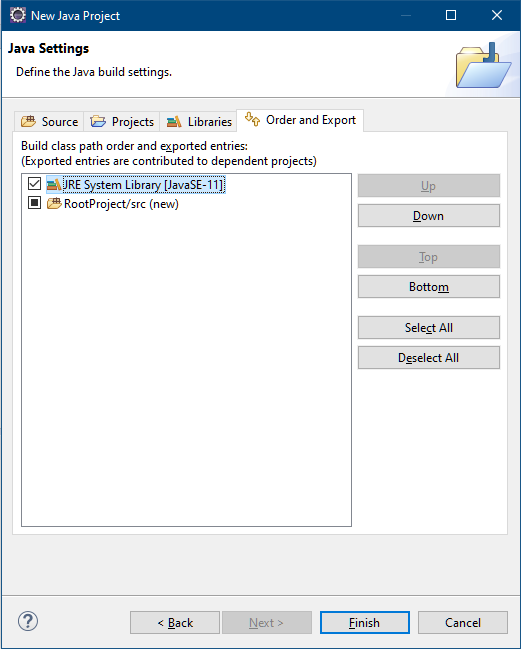 New Java Project
Java Settings
Define the Java build settings.
Source Projects Libraries Order and Export
Build class path order and exported entries:
(Exported entries are contributed to dependent projects)
JRE System Library [JavaSE-11]
RootProject/src (new)
Up
Down
Top
Bottom
Select All
Deselect All
? < Back Next > Finish Cancel